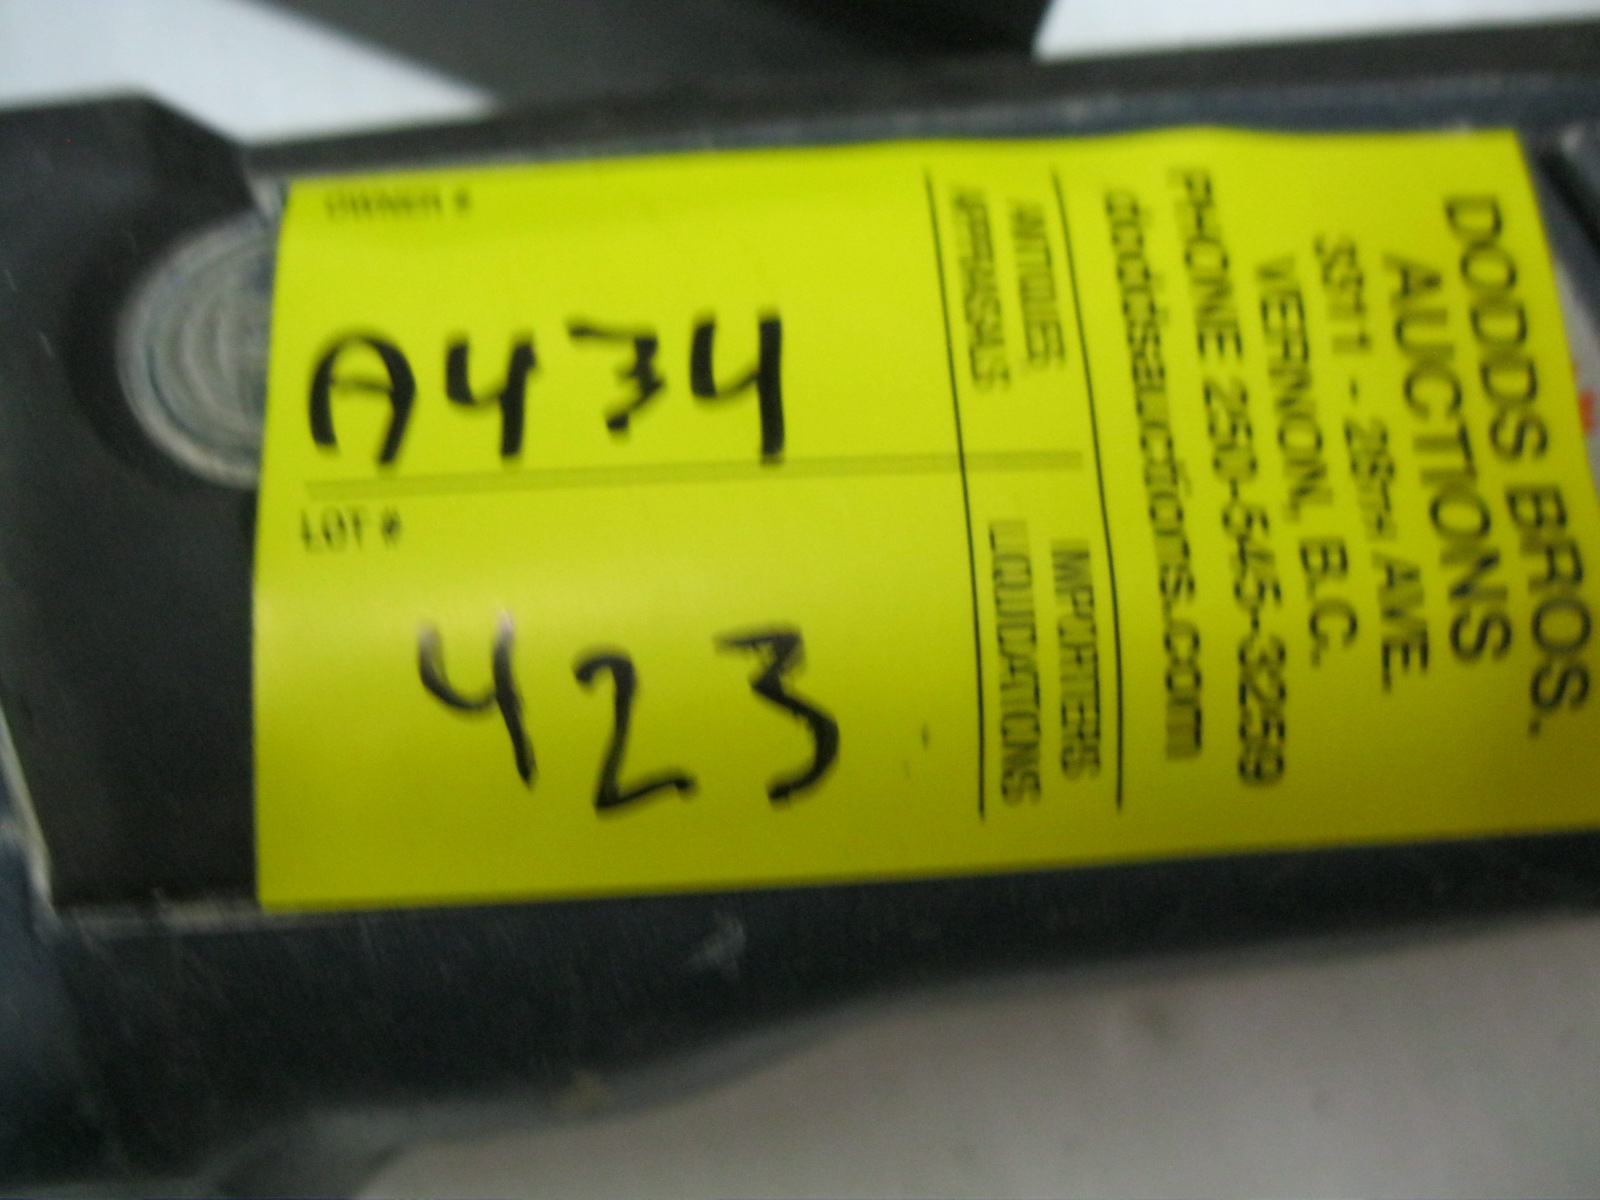 DODDS BROS.
AUCTIONS
3311 - 28TH AVE.
VERNON, B.C.
PHONE 250-545-3259
doddsauctions.com
ANTIQUES IMPORTERS
APPRAISALS LIQUIDATIONS
OWNER #
A434
LOT #
423